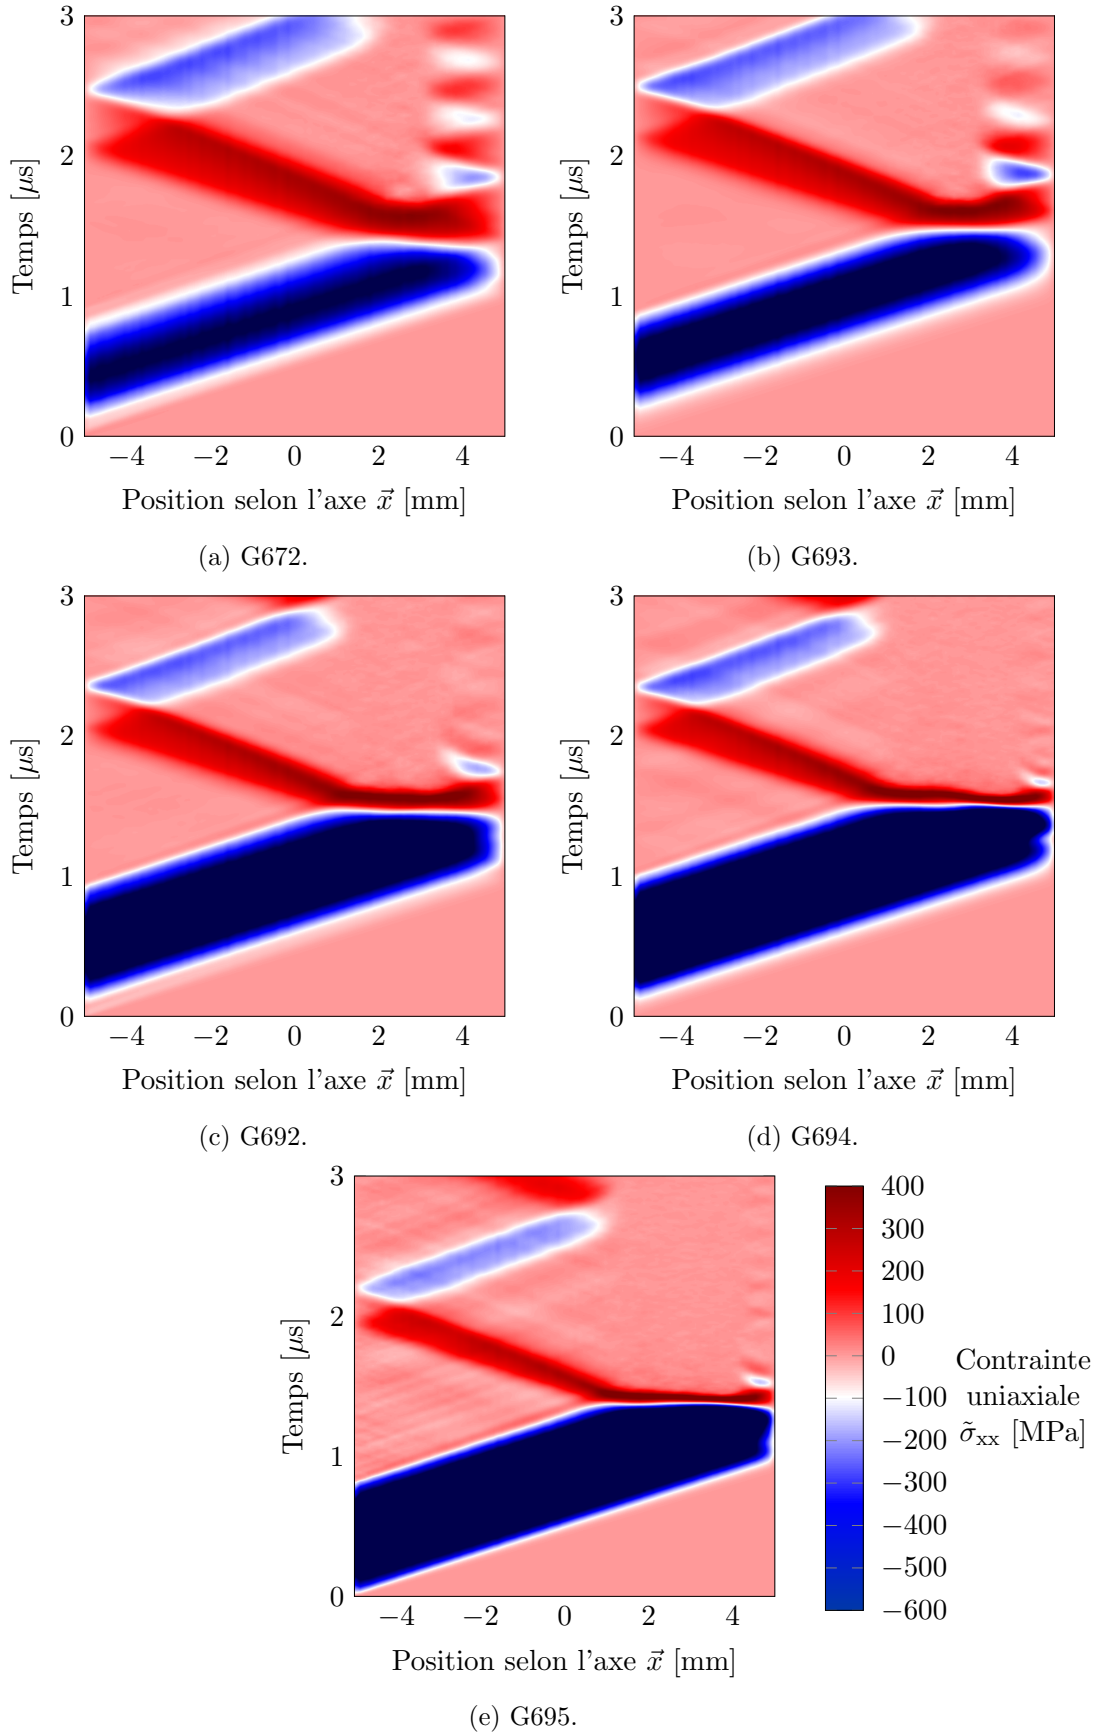 3
2
1
0
Temps [μs]
−4 −2 0 2 4
Position selon l'axe x⃗ [mm]
(a) G672.
3
2
1
0
Temps [μs]
−4 −2 0 2 4
Position selon l'axe x⃗ [mm]
(b) G693.
3
2
1
0
Temps [μs]
−4 −2 0 2 4
Position selon l'axe x⃗ [mm]
(c) G692.
3
2
1
0
Temps [μs]
−4 −2 0 2 4
Position selon l'axe x⃗ [mm]
(d) G694.
3
2
1
0
Temps [μs]
−4 −2 0 2 4
Position selon l'axe x⃗ [mm]
(e) G695.
400
300
200
100
0
−100
−200
−300
−400
−500
−600
Contrainte
uniaxiale
σ̃xx [MPa]